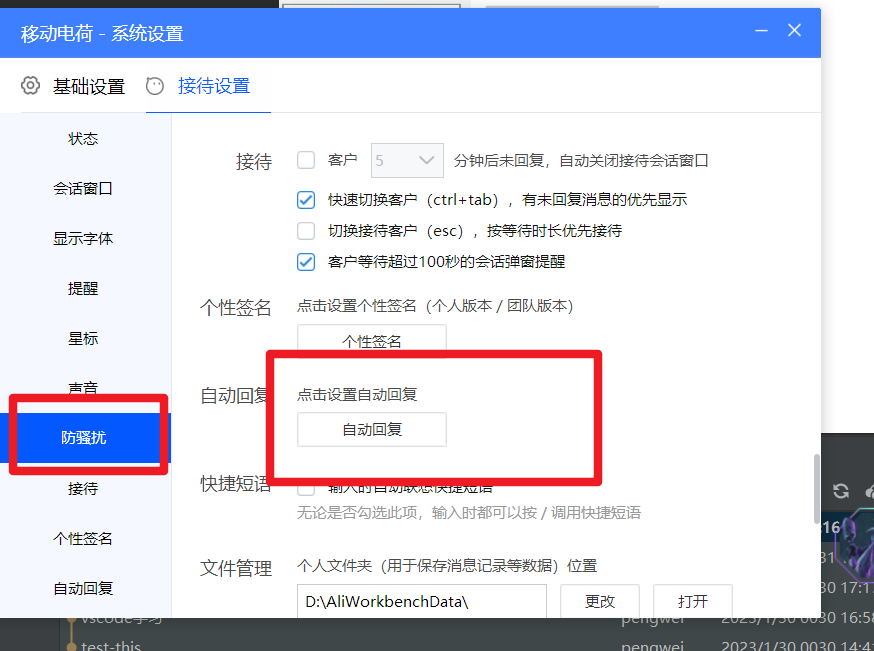 移动电荷 - 系统设置
基础设置
接待设置
状态
会话窗口
显示字体
提醒
星标
声音
防骚扰
接待
个性签名
自动回复
接待
客户 5 分钟后未回复，自动关闭接待会话窗口
快速切换客户（ctrl+tab），有未回复消息的优先显示
切换接待客户（esc），按等待时长优先接待
客户等待超过100秒的会话弹窗提醒
个性签名
点击设置个性签名（个人版本 / 团队版本）
个性签名
自动回复
点击设置自动回复
自动回复
快捷短语
输入时自动联想快捷短语
无论是否勾选此项，输入时都可以按 / 调用快捷短语
文件管理
个人文件夹（用于保存消息记录等数据）位置
D:\AliWorkbenchData\
更改
打开
:16
31
30 17:1
vscode学习
pengwei
2023/1/30 0030 16:58
test-this
pengwei
2023/1/30 0030 14:4